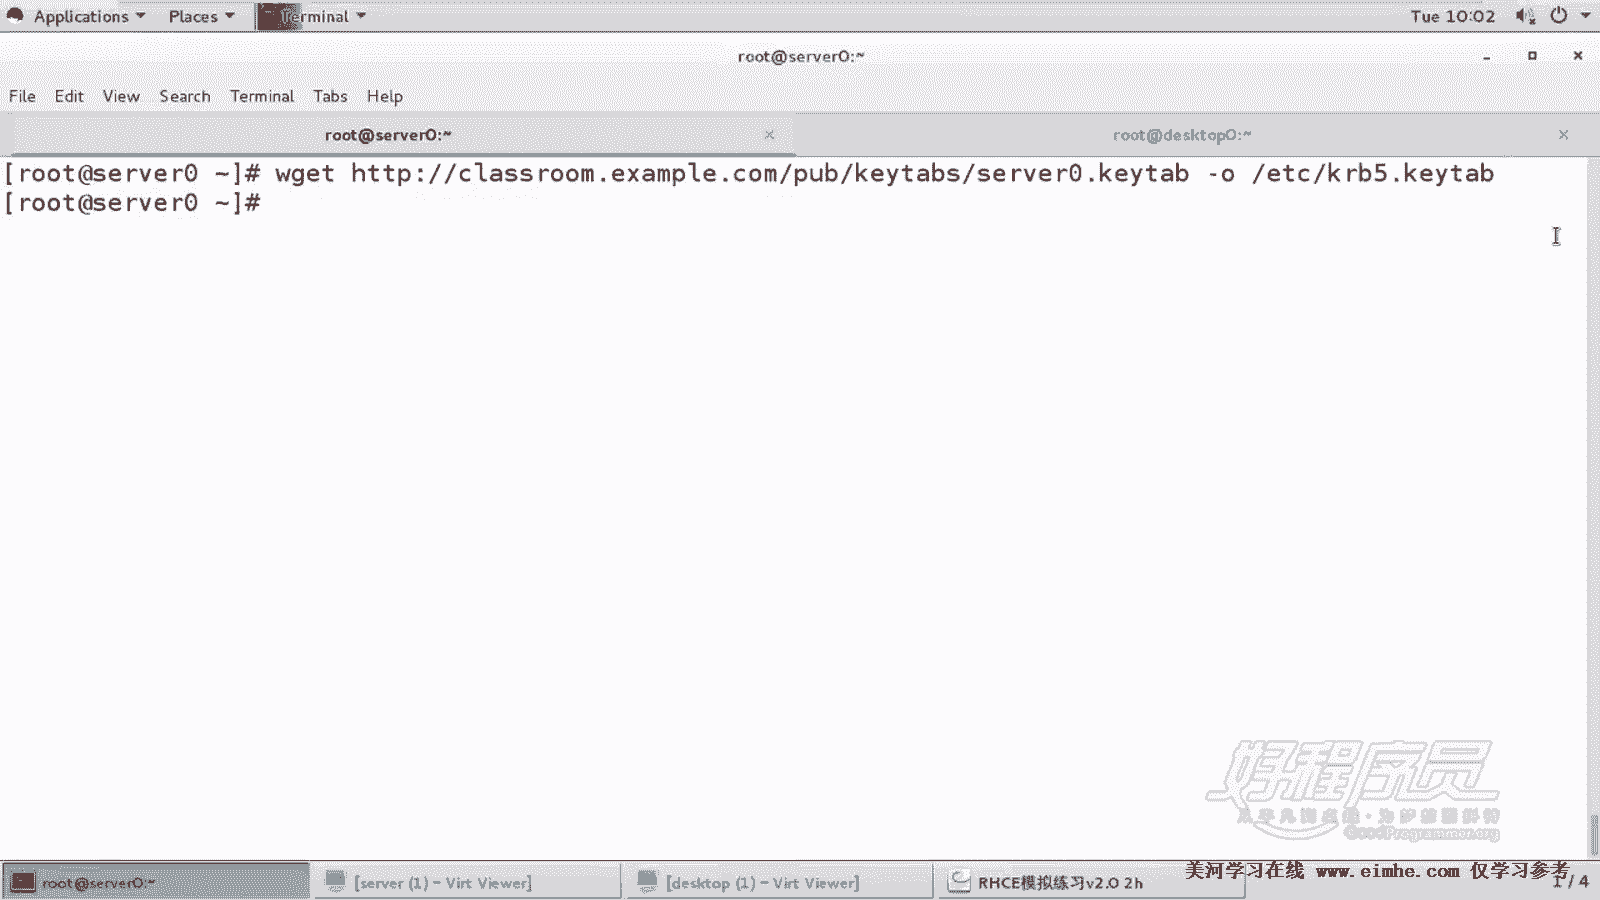 Applications Places Terminal Tue 10:02
root@server0:~
File Edit View Search Terminal Tabs Help
root@server0:~ root@desktop0:~
[root@server0 ~]# wget http://classroom.example.com/pub/keytabs/server0.keytab -o /etc/krb5.keytab
[root@server0 ~]#
好程序员
GoodProgrammer.org
美河学习在线 www.eimhe.com 仅学习参考
root@server0:~ [server (1) – Virt Viewer] [desktop (1) – Virt Viewer] RHCE模拟练习v2.0 2h 1 / 4